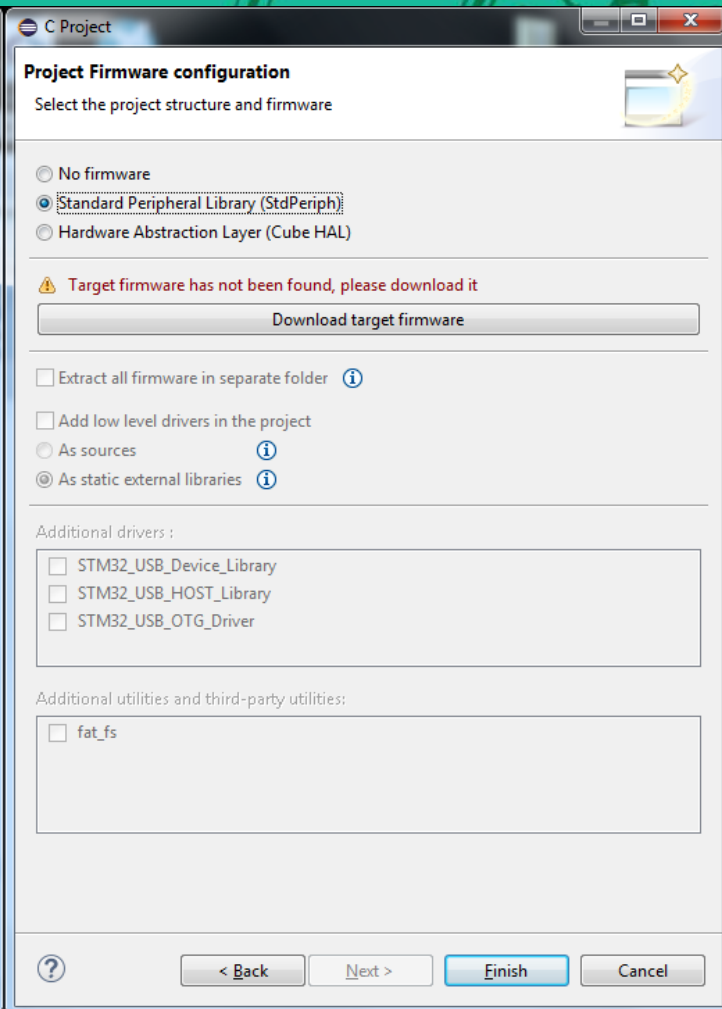 C Project
Project Firmware configuration
Select the project structure and firmware
No firmware
Standard Peripheral Library (StdPeriph)
Hardware Abstraction Layer (Cube HAL)
Target firmware has not been found, please download it
Download target firmware
Extract all firmware in separate folder
Add low level drivers in the project
As sources
As static external libraries
Additional drivers :
STM32_USB_Device_Library
STM32_USB_HOST_Library
STM32_USB_OTG_Driver
Additional utilities and third-party utilities:
fat_fs
< Back Next > Finish Cancel